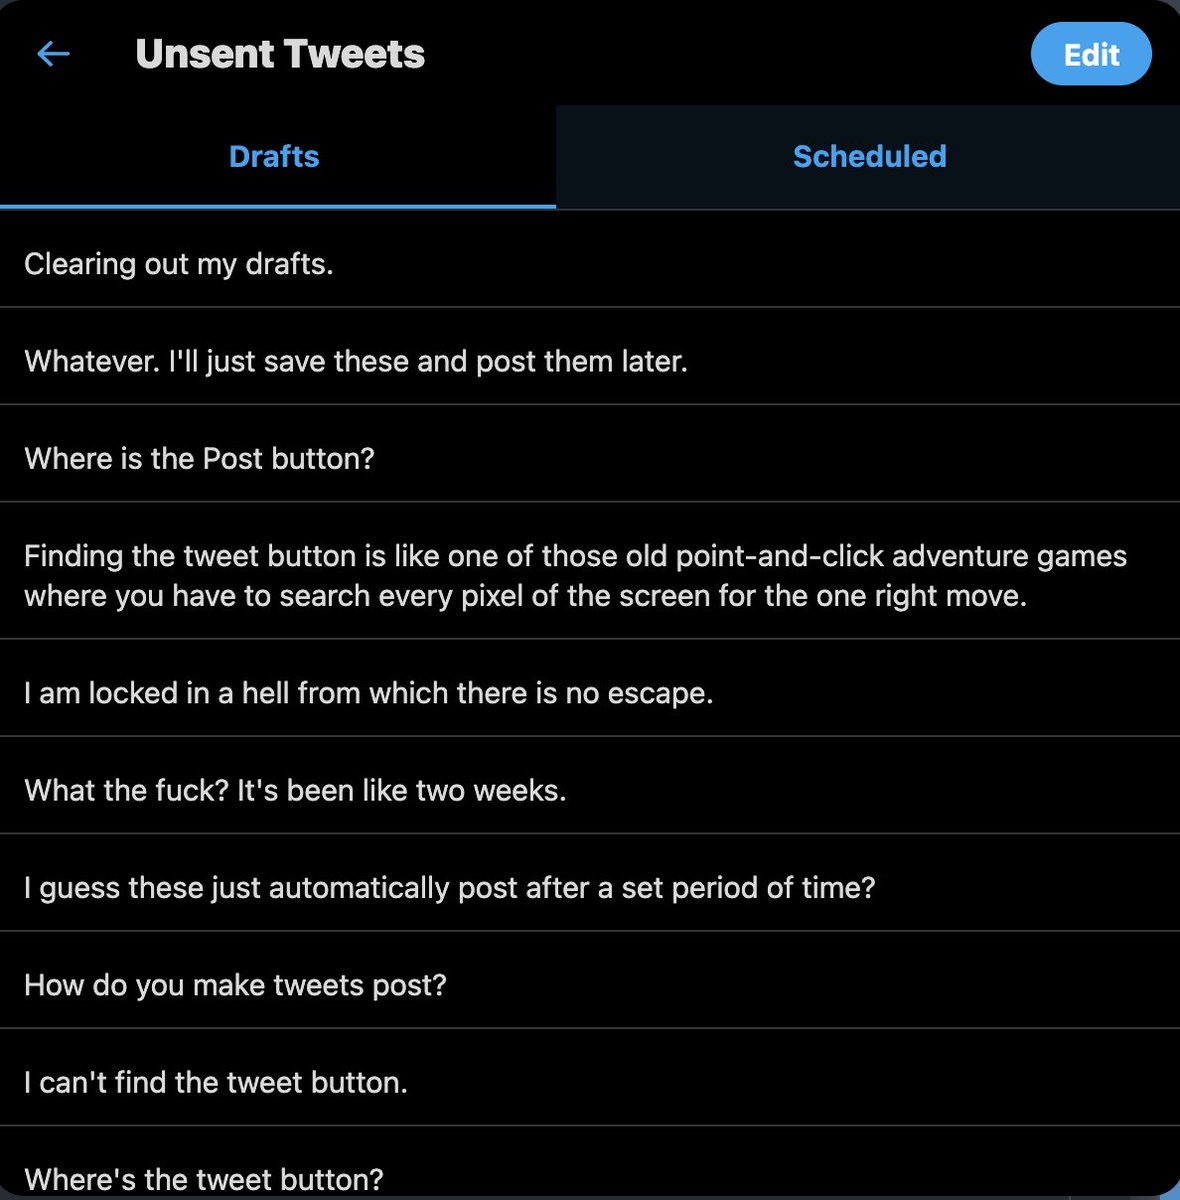 Unsent Tweets
Edit
Drafts
Scheduled
Clearing out my drafts.
Whatever. I'll just save these and post them later.
Where is the Post button?
Finding the tweet button is like one of those old point-and-click adventure games
where you have to search every pixel of the screen for the one right move.
I am locked in a hell from which there is no escape.
What the fuck? It's been like two weeks.
I guess these just automatically post after a set period of time?
How do you make tweets post?
I can't find the tweet button.
Where's the tweet button?